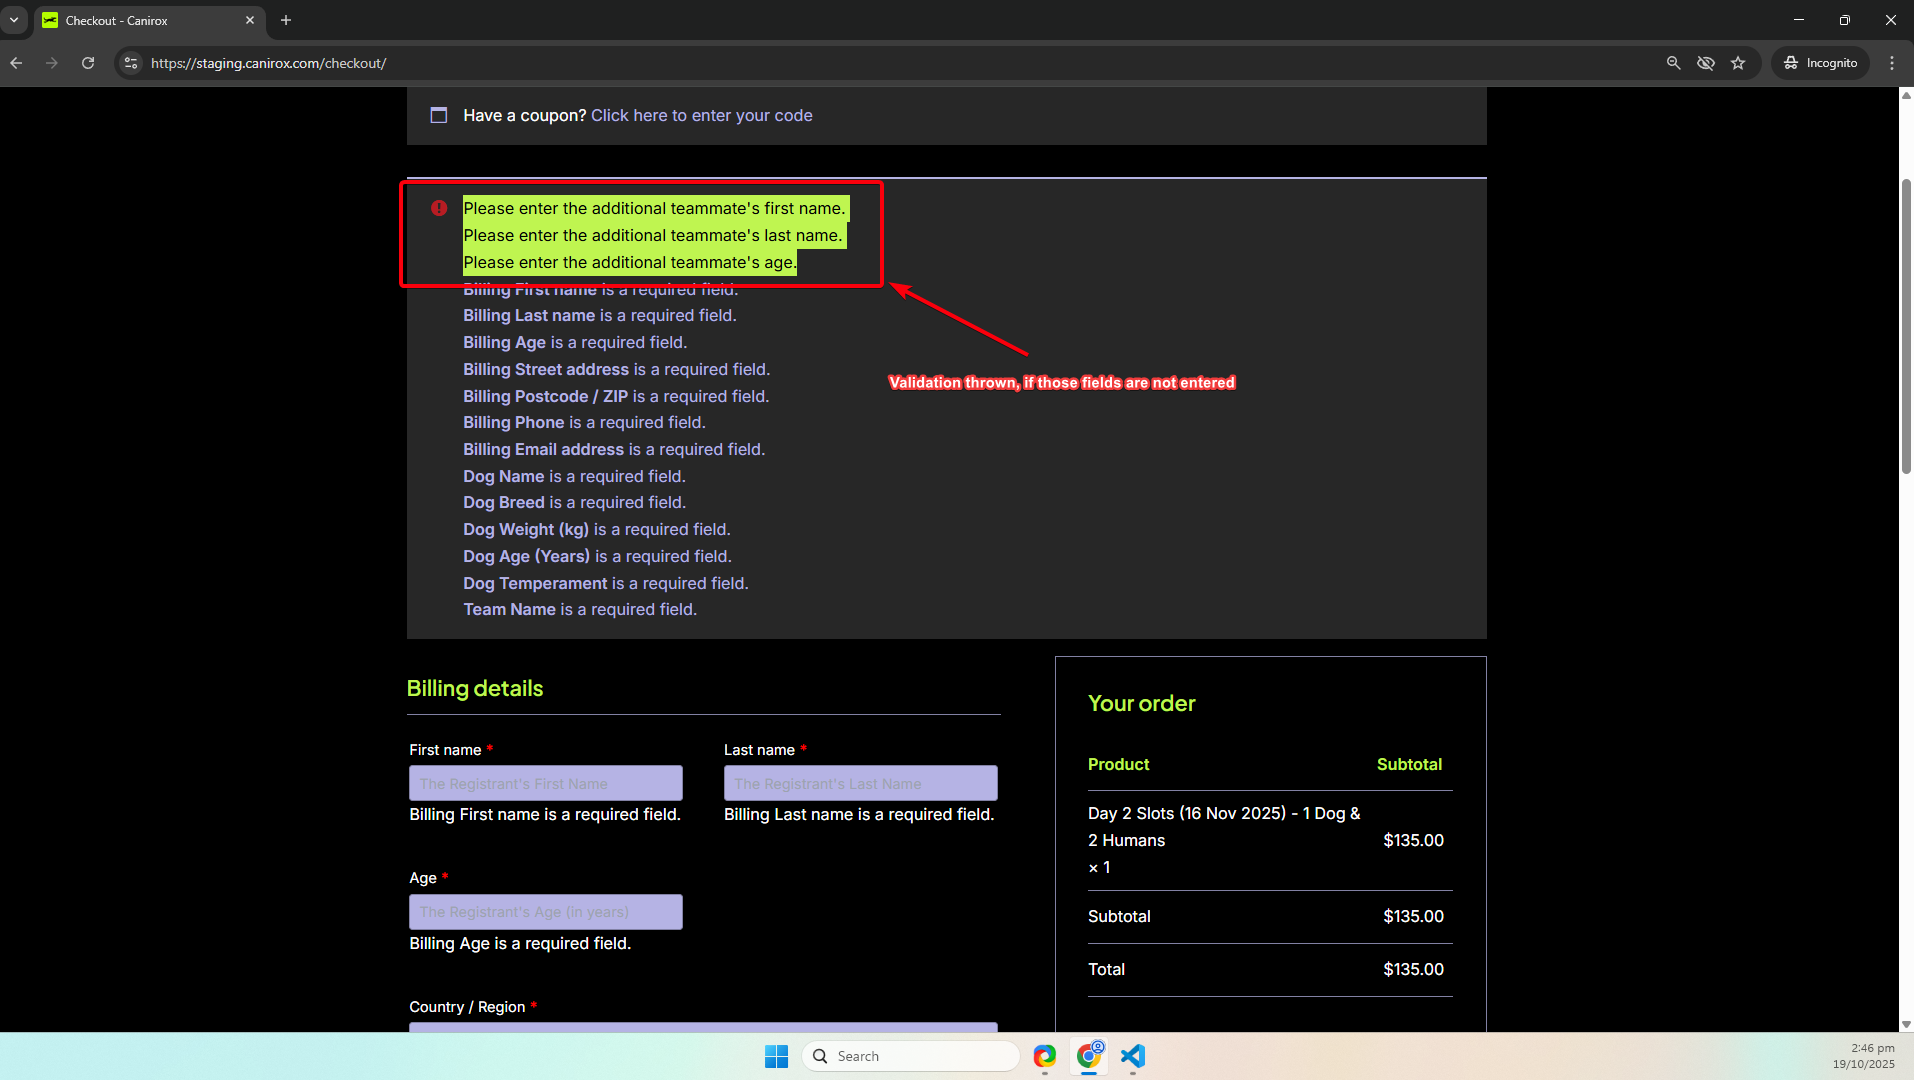 Checkout - Canirox
https://staging.canirox.com/checkout/
Incognito
Have a coupon? Click here to enter your code
Please enter the additional teammate's first name.
Please enter the additional teammate's last name.
Please enter the additional teammate's age.
Billing First name is a required field.
Billing Last name is a required field.
Billing Age is a required field.
Billing Street address is a required field.
Billing Postcode / ZIP is a required field.
Billing Phone is a required field.
Billing Email address is a required field.
Dog Name is a required field.
Dog Breed is a required field.
Dog Weight (kg) is a required field.
Dog Age (Years) is a required field.
Dog Temperament is a required field.
Team Name is a required field.
Validation thrown, if those fields are not entered
Billing details
First name *
The Registrant's First Name
Billing First name is a required field.
Last name *
The Registrant's Last Name
Billing Last name is a required field.
Age *
The Registrant's Age (in years)
Billing Age is a required field.
Country / Region *
Your order
Product Subtotal
Day 2 Slots (16 Nov 2025) - 1 Dog &
2 Humans $135.00
× 1
Subtotal $135.00
Total $135.00
Search
2:46 pm
19/10/2025